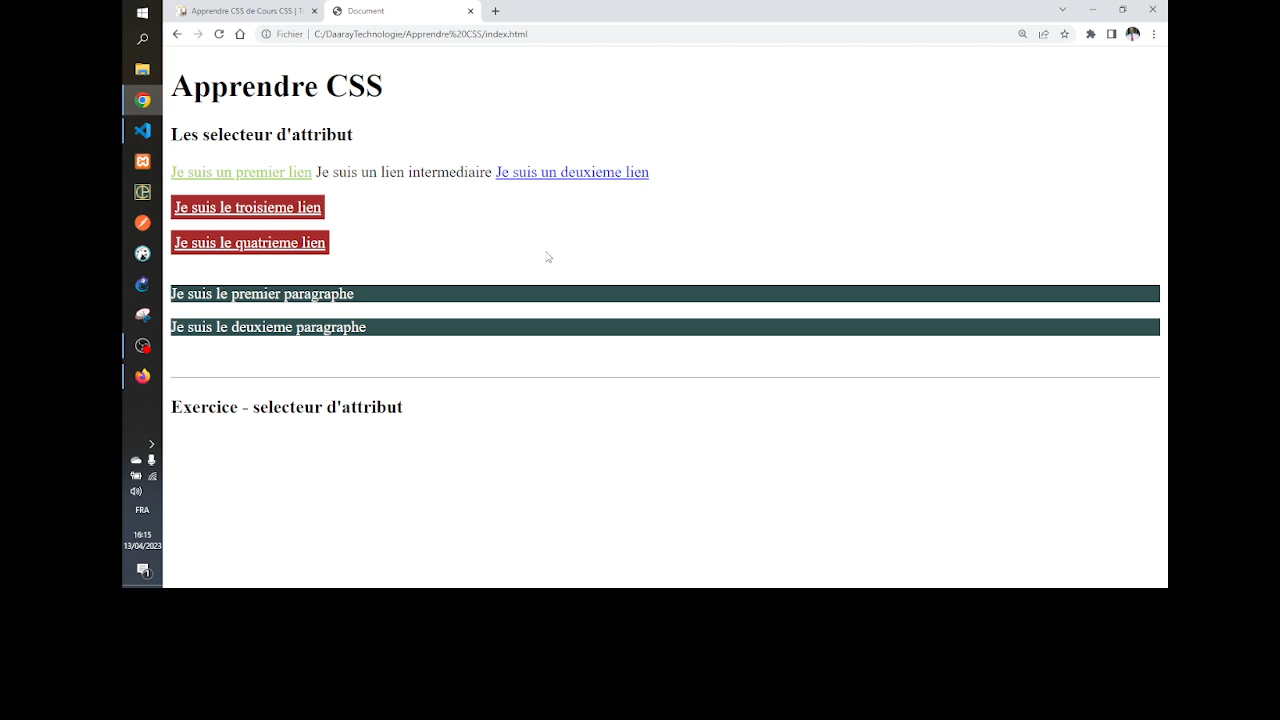 Apprendre CSS de Cours CSS | T
Document
Fichier
C:/DaarayTechnologie/Apprendre%20CSS/index.html
Apprendre CSS
Les selecteur d'attribut
Je suis un premier lien Je suis un lien intermediaire Je suis un deuxieme lien
Je suis le troisieme lien
Je suis le quatrieme lien
Je suis le premier paragraphe
Je suis le deuxieme paragraphe
Exercice - selecteur d'attribut
FRA
16:15
13/04/2023
1